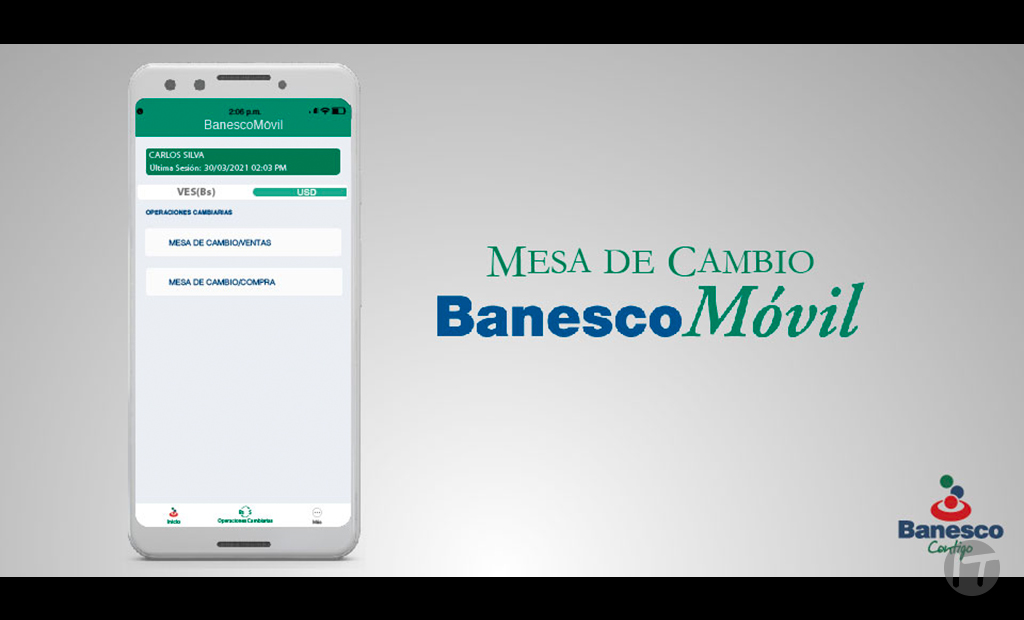 2:06 p.m.
BanescoMóvil
CARLOS SILVA
Última Sesión: 30/03/2021 02:03 PM
VES(Bs) USD
OPERACIONES CAMBIARIAS
MESA DE CAMBIO/VENTAS
MESA DE CAMBIO/COMPRA
Inicio Operaciones Cambiarias Más
MESA DE CAMBIO
BanescoMóvil
Banesco
Contigo
IT